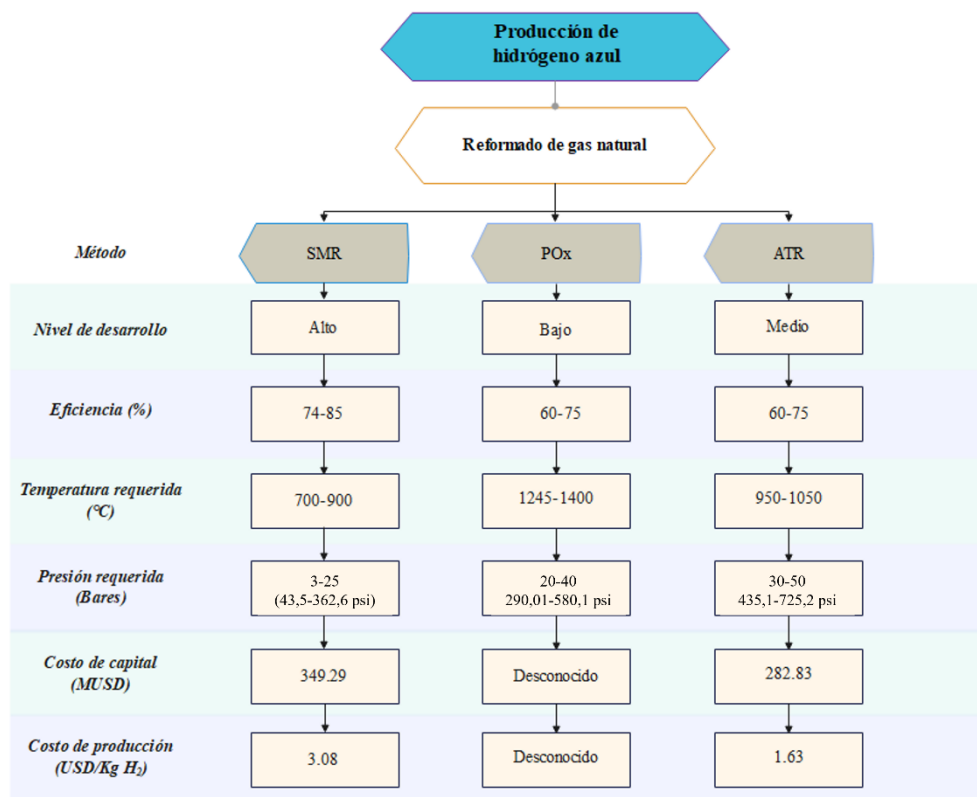 Producción de
hidrógeno azul
Reformado de gas natural
Método
SMR
POx
ATR
Nivel de desarrollo
Alto
Bajo
Medio
Eficiencia (%)
74-85
60-75
60-75
Temperatura requerida
(°C)
700-900
1245-1400
950-1050
Presión requerida
(Bares)
3-25
(43,5-362,6 psi)
20-40
290,01-580,1 psi
30-50
435,1-725,2 psi
Costo de capital
(MUSD)
349.29
Desconocido
282.83
Costo de producción
(USD/Kg H₂)
3.08
Desconocido
1.63